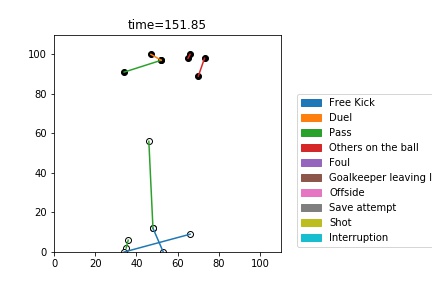 time=151.85
100
80
60
40
20
0
0 20 40 60 80 100
Free Kick
Duel
Pass
Others on the ball
Foul
Goalkeeper leaving l
Offside
Save attempt
Shot
Interruption